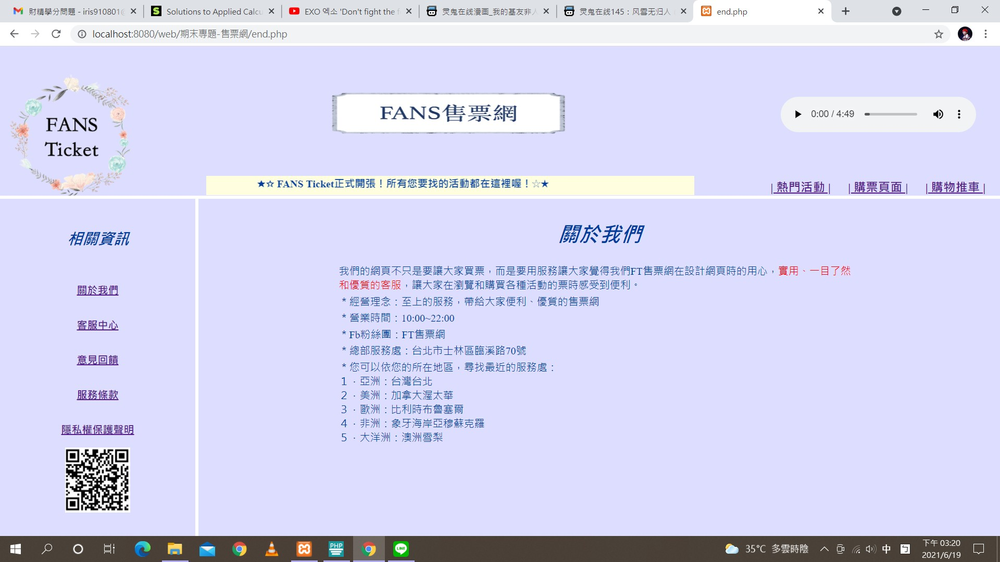 財精學分問題 - iris910801@
Solutions to Applied Calcu
EXO 엑소 'Don't fight the f
灵鬼在线漫画_我的基友非人
灵鬼在线145：风雪无归人
end.php
localhost:8080/web/期末專題-售票網/end.php
FANS
Ticket
FANS售票網
0:00 / 4:49
★☆ FANS Ticket正式開張！所有您要找的活動都在這裡喔！☆★
| 熱門活動 | | 購票頁面 | | 購物推車 |
相關資訊
關於我們
客服中心
意見回饋
服務條款
隱私權保護聲明
關於我們
我們的網頁不只是要讓大家買票，而是要用服務讓大家覺得我們FT售票網在設計網頁時的用心，實用、一目了然
和優質的客服，讓大家在瀏覽和購買各種活動的票時感受到便利。
* 經營理念：至上的服務，帶給大家便利、優質的售票網
* 營業時間：10:00~22:00
* Fb粉絲團：FT售票網
* 總部服務處：台北市士林區臨溪路70號
* 您可以依您的所在地區，尋找最近的服務處：
１．亞洲：台灣台北
２．美洲：加拿大渥太華
３．歐洲：比利時布魯塞爾
４．非洲：象牙海岸亞穆蘇克羅
５．大洋洲：澳洲雪梨
PHP
LINE
35°C 多雲時陰
中
下午 03:20
2021/6/19